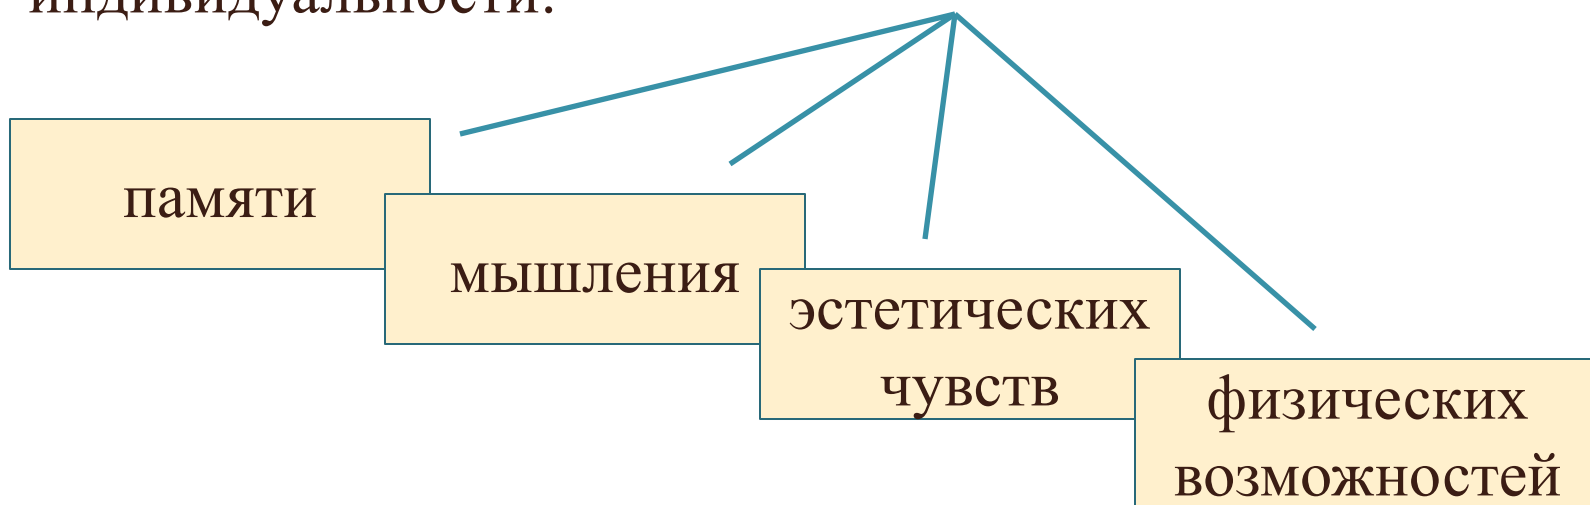 индивидуальности:
памяти
мышления
эстетических
чувств
физических
возможностей